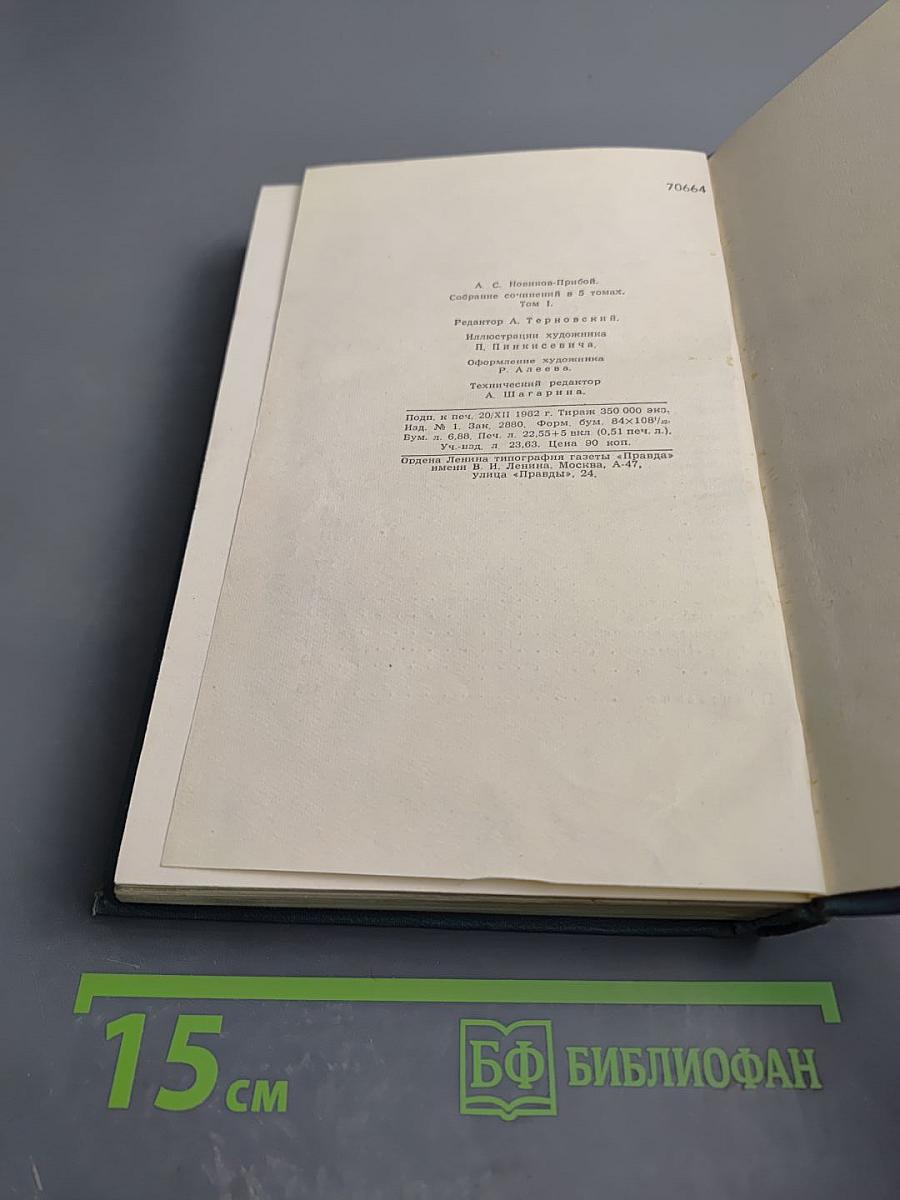 70664
А. С. Новиков-Прибой.
Собрание сочинений в 5 томах.
Том I.
Редактор А. Терновский.
Иллюстрации художника
П. Пинкисевича.
Оформление художника
Р. Алеева.
Технический редактор
А. Шагарина.
Подп. к печ. 20/XII 1962 г. Тираж 350 000 экз.
Изд. № 1. Зак. 2880. Форм. бум. 84×108¹/₃₂.
Бум. л. 6,88. Печ. л. 22,55+5 вкл (0,51 печ. л.).
Уч.-изд. л. 23,63. Цена 90 коп.
Ордена Ленина типография газеты «Правда»
имени В. И. Ленина. Москва, А-47,
улица «Правды», 24.
15 см
БФ БИБЛИОФАН